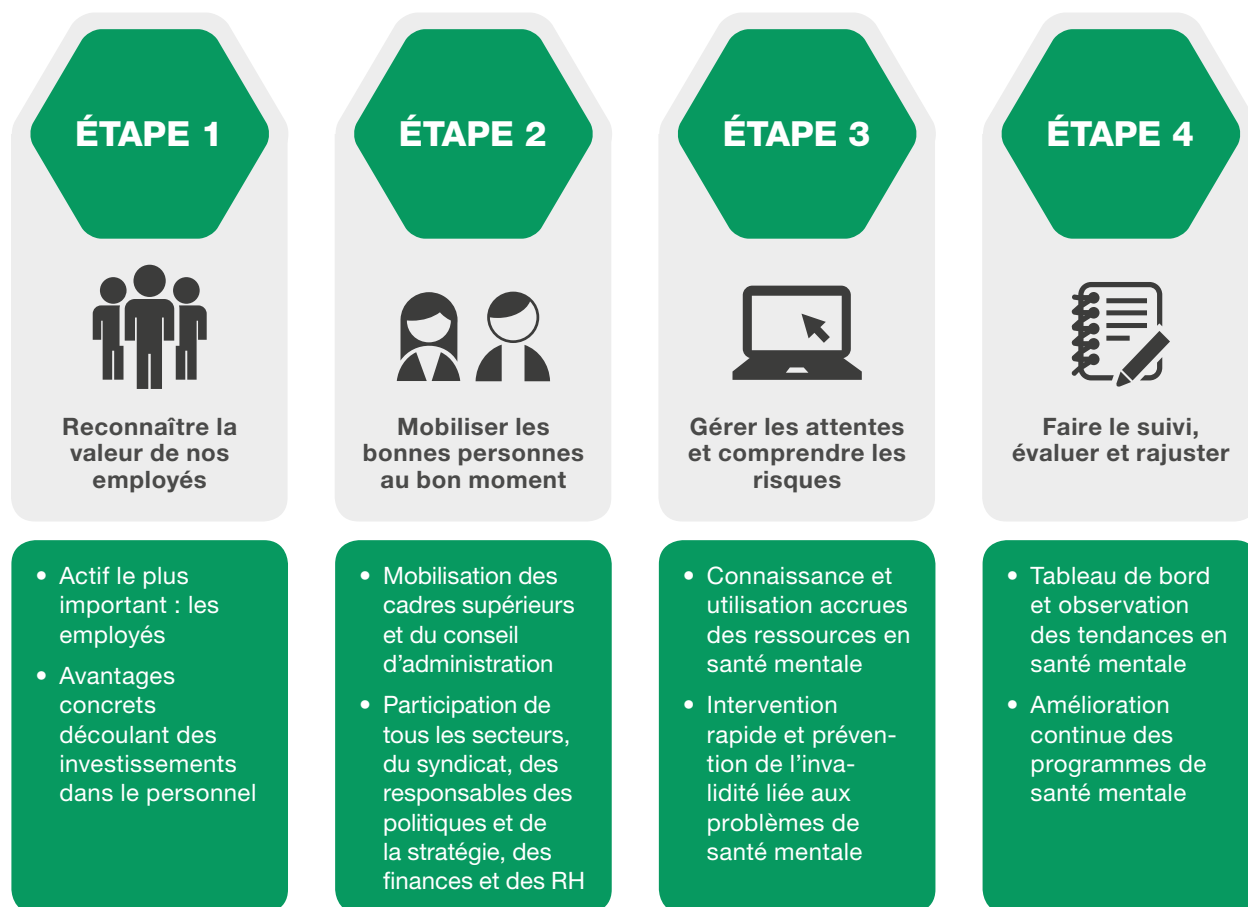 ÉTAPE 1
Reconnaître la
valeur de nos
employés
• Actif le plus
important : les
employés
• Avantages
concrets
découlant des
investissements
dans le personnel
ÉTAPE 2
Mobiliser les
bonnes personnes
au bon moment
• Mobilisation des
cadres supérieurs
et du conseil
d’administration
• Participation de
tous les secteurs,
du syndicat, des
responsables des
politiques et de
la stratégie, des
finances et des RH
ÉTAPE 3
Gérer les attentes
et comprendre les
risques
• Connaissance et
utilisation accrues
des ressources en
santé mentale
• Intervention
rapide et préven-
tion de l’inva-
lidité liée aux
problèmes de
santé mentale
ÉTAPE 4
Faire le suivi,
évaluer et rajuster
• Tableau de bord
et observation
des tendances en
santé mentale
• Amélioration
continue des
programmes de
santé mentale